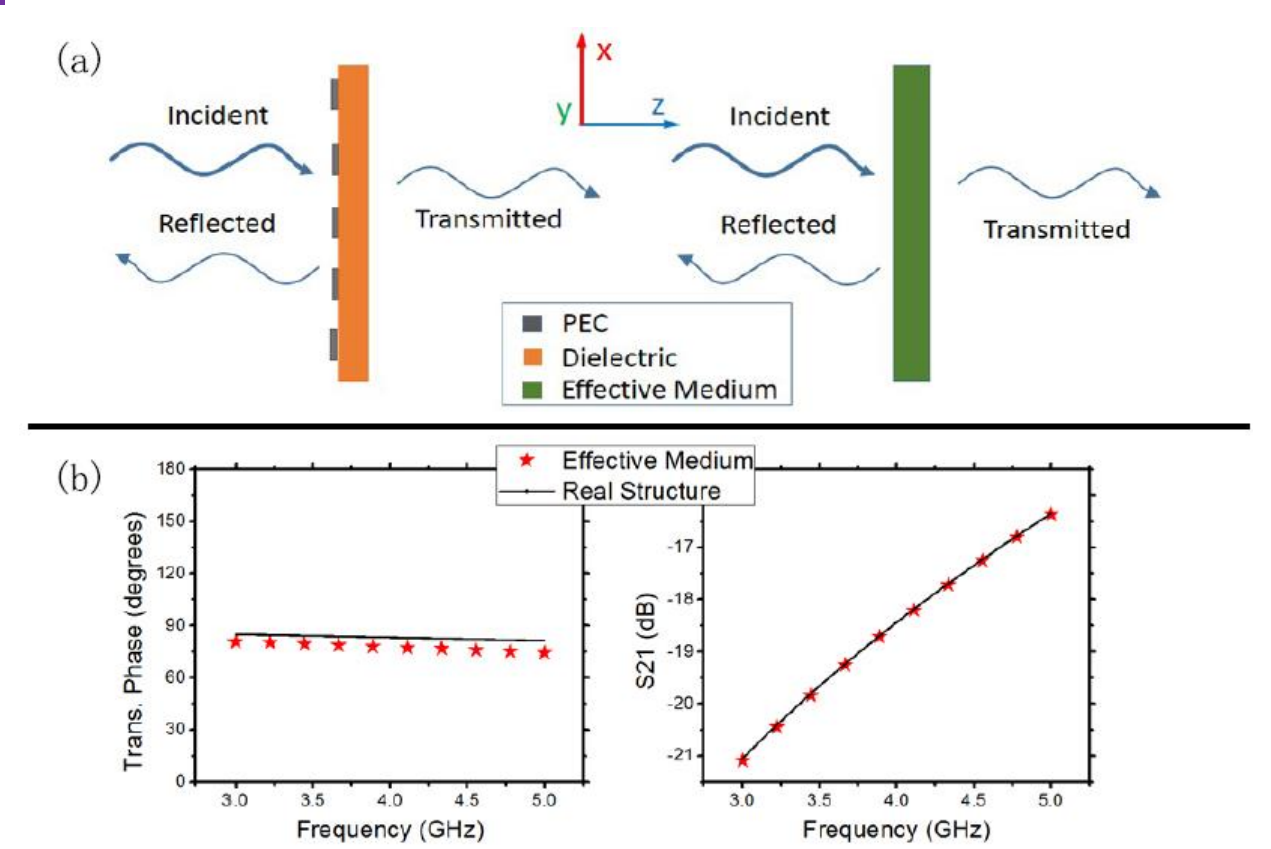 (a)
Incident
Reflected
Transmitted
x
y
z
Incident
Reflected
Transmitted
PEC
Dielectric
Effective Medium
(b)
Effective Medium
Real Structure
Trans. Phase (degrees)
180
150
120
90
60
30
0
3.0 3.5 4.0 4.5 5.0
Frequency (GHz)
S21 (dB)
-17
-18
-19
-20
-21
3.0 3.5 4.0 4.5 5.0
Frequency (GHz)